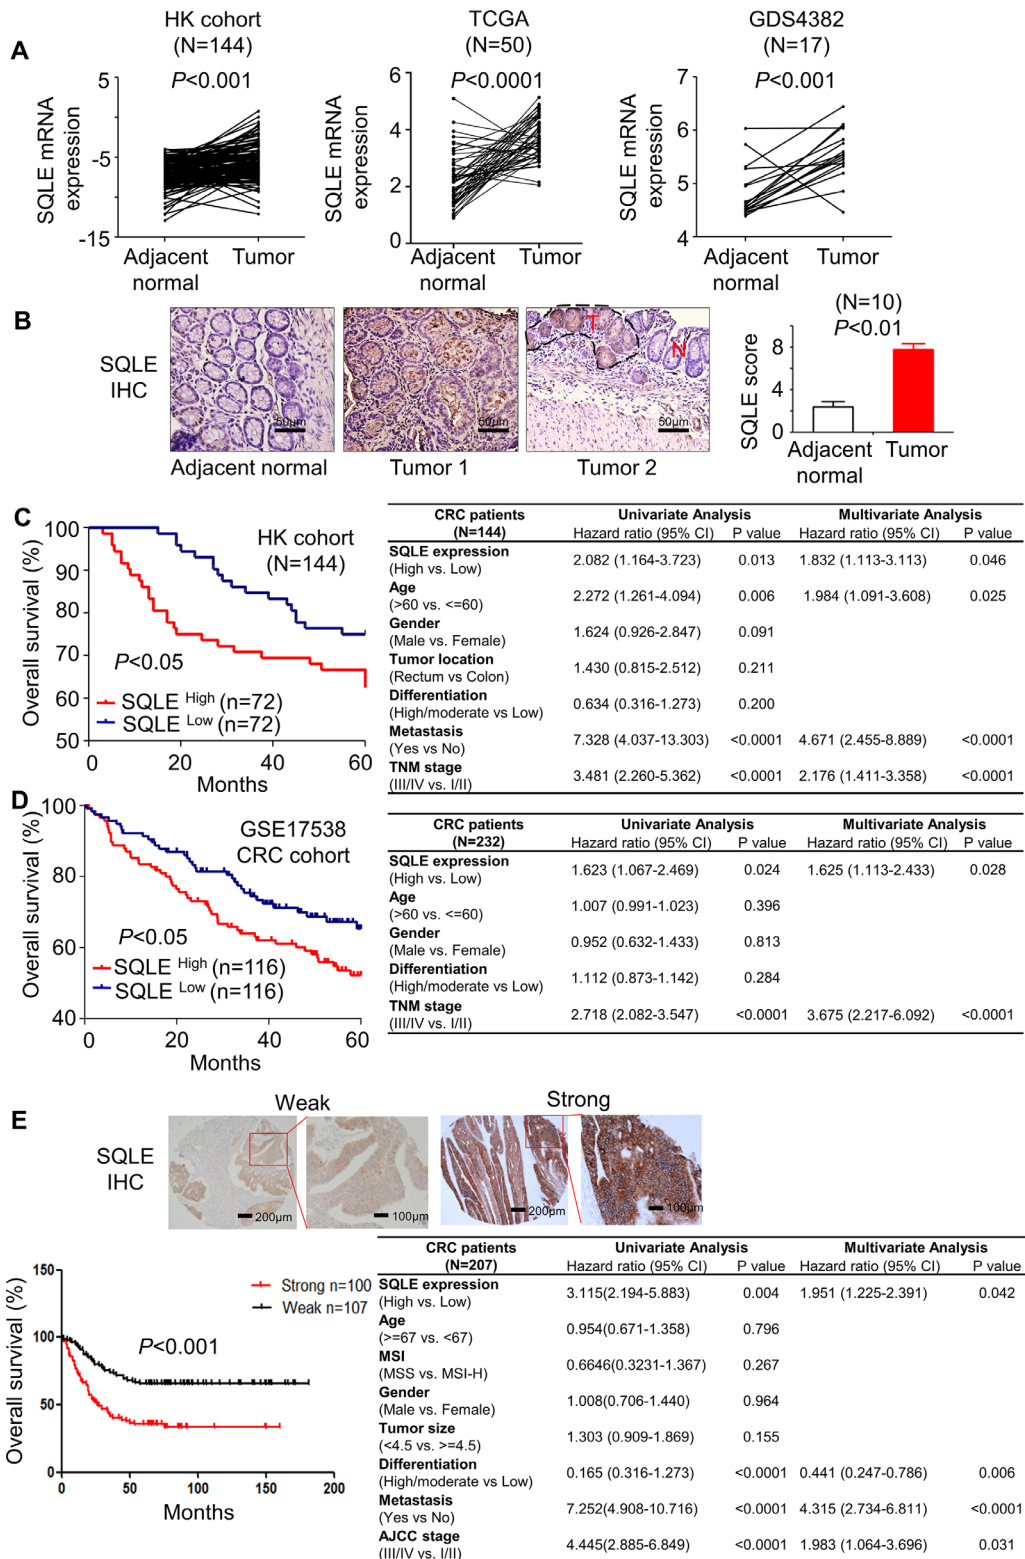 A
HK cohort
(N=144)
P<0.001
SQLE mRNA
expression
5
-5
-15
Adjacent
normal
Tumor
TCGA
(N=50)
P<0.0001
SQLE mRNA
expression
6
4
2
0
Adjacent
normal
Tumor
GDS4382
(N=17)
P<0.001
SQLE mRNA
expression
7
6
5
4
Adjacent
normal
Tumor
B
SQLE
IHC
50µm
Adjacent normal
50µm
Tumor 1
T
N
50µm
Tumor 2
(N=10)
P<0.01
SQLE score
8
4
0
Adjacent
normal
Tumor
C
Overall survival (%)
100
90
80
70
60
50
HK cohort
(N=144)
P<0.05
SQLE High (n=72)
SQLE Low (n=72)
0 20 40 60
Months
CRC patients Univariate Analysis Multivariate Analysis
(N=144) Hazard ratio (95% CI) P value Hazard ratio (95% CI) P value
SQLE expression
(High vs. Low) 2.082 (1.164-3.723) 0.013 1.832 (1.113-3.113) 0.046
Age
(>60 vs. <=60) 2.272 (1.261-4.094) 0.006 1.984 (1.091-3.608) 0.025
Gender
(Male vs. Female) 1.624 (0.926-2.847) 0.091
Tumor location
(Rectum vs Colon) 1.430 (0.815-2.512) 0.211
Differentiation
(High/moderate vs Low) 0.634 (0.316-1.273) 0.200
Metastasis
(Yes vs No) 7.328 (4.037-13.303) <0.0001 4.671 (2.455-8.889) <0.0001
TNM stage
(III/IV vs. I/II) 3.481 (2.260-5.362) <0.0001 2.176 (1.411-3.358) <0.0001
D
Overall survival (%)
100
80
60
40
GSE17538
CRC cohort
P<0.05
SQLE High (n=116)
SQLE Low (n=116)
0 20 40 60
Months
CRC patients Univariate Analysis Multivariate Analysis
(N=232) Hazard ratio (95% CI) P value Hazard ratio (95% CI) P value
SQLE expression
(High vs. Low) 1.623 (1.067-2.469) 0.024 1.625 (1.113-2.433) 0.028
Age
(>60 vs. <=60) 1.007 (0.991-1.023) 0.396
Gender
(Male vs. Female) 0.952 (0.632-1.433) 0.813
Differentiation
(High/moderate vs Low) 1.112 (0.873-1.142) 0.284
TNM stage
(III/IV vs. I/II) 2.718 (2.082-3.547) <0.0001 3.675 (2.217-6.092) <0.0001
E
Weak
Strong
SQLE
IHC
200µm
100µm
200µm
100µm
Overall survival (%)
150
100
50
0
Strong n=100
Weak n=107
P<0.001
0 50 100 150 200
Months
CRC patients Univariate Analysis Multivariate Analysis
(N=207) Hazard ratio (95% CI) P value Hazard ratio (95% CI) P value
SQLE expression
(High vs. Low) 3.115(2.194-5.883) 0.004 1.951 (1.225-2.391) 0.042
Age
(>=67 vs. <67) 0.954(0.671-1.358) 0.796
MSI
(MSS vs. MSI-H) 0.6646(0.3231-1.367) 0.267
Gender
(Male vs. Female) 1.008(0.706-1.440) 0.964
Tumor size
(<4.5 vs. >=4.5) 1.303 (0.909-1.869) 0.155
Differentiation
(High/moderate vs Low) 0.165 (0.316-1.273) <0.0001 0.441 (0.247-0.786) 0.006
Metastasis
(Yes vs No) 7.252(4.908-10.716) <0.0001 4.315 (2.734-6.811) <0.0001
AJCC stage
(III/IV vs. I/II) 4.445(2.885-6.849) <0.0001 1.983 (1.064-3.696) 0.031